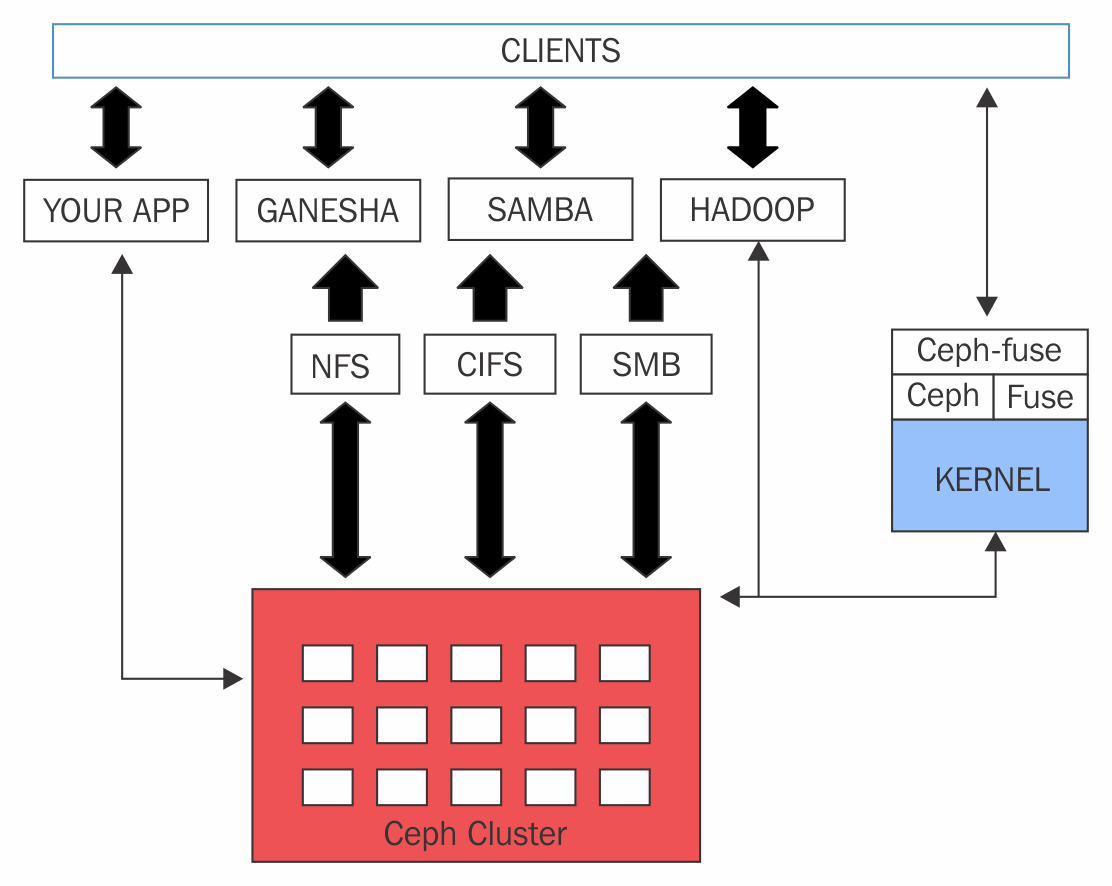 CLIENTS
YOUR APP
GANESHA
SAMBA
HADOOP
NFS
CIFS
SMB
Ceph-fuse
Ceph
Fuse
KERNEL
Ceph Cluster